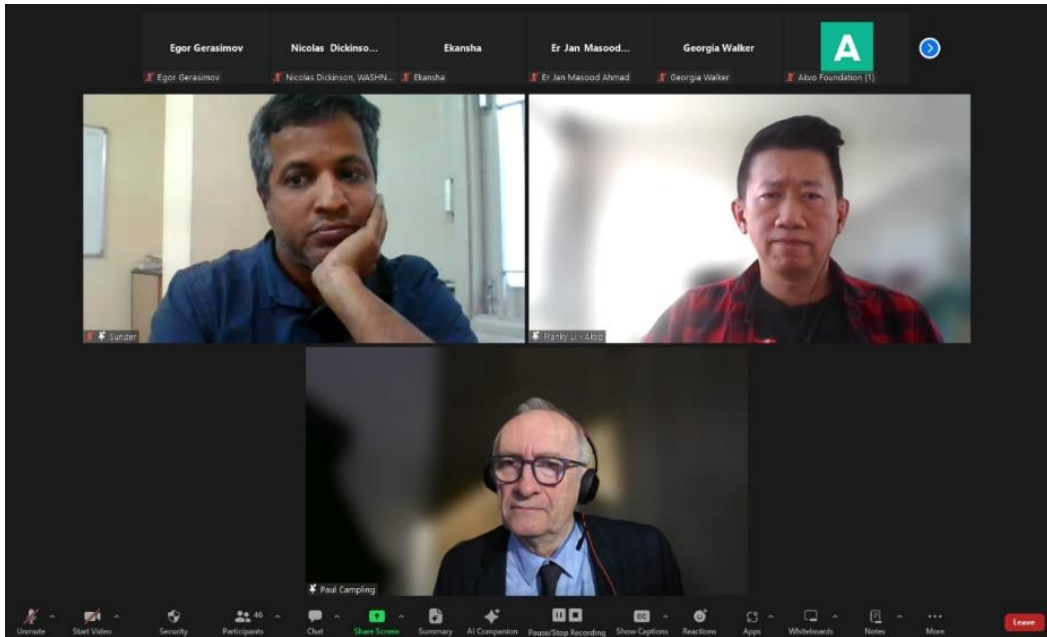 Egor Gerasimov
Nicolas Dickinso...
Ekansha
Er Jan Masood...
Georgia Walker
A
Egor Gerasimov
Nicolas Dickinson, WASHN...
Ekansha
Er Jan Masood Ahmad
Georgia Walker
Akvo Foundation (1)
Sunder
Franky Li - Akvo
Paul Campling
Unmute
Start Video
Security
Participants
46
Chat
Share Screen
Summary
AI Companion
Pause/Stop Recording
CC
Show Captions
Reactions
Apps
Whiteboards
Notes
More
Leave